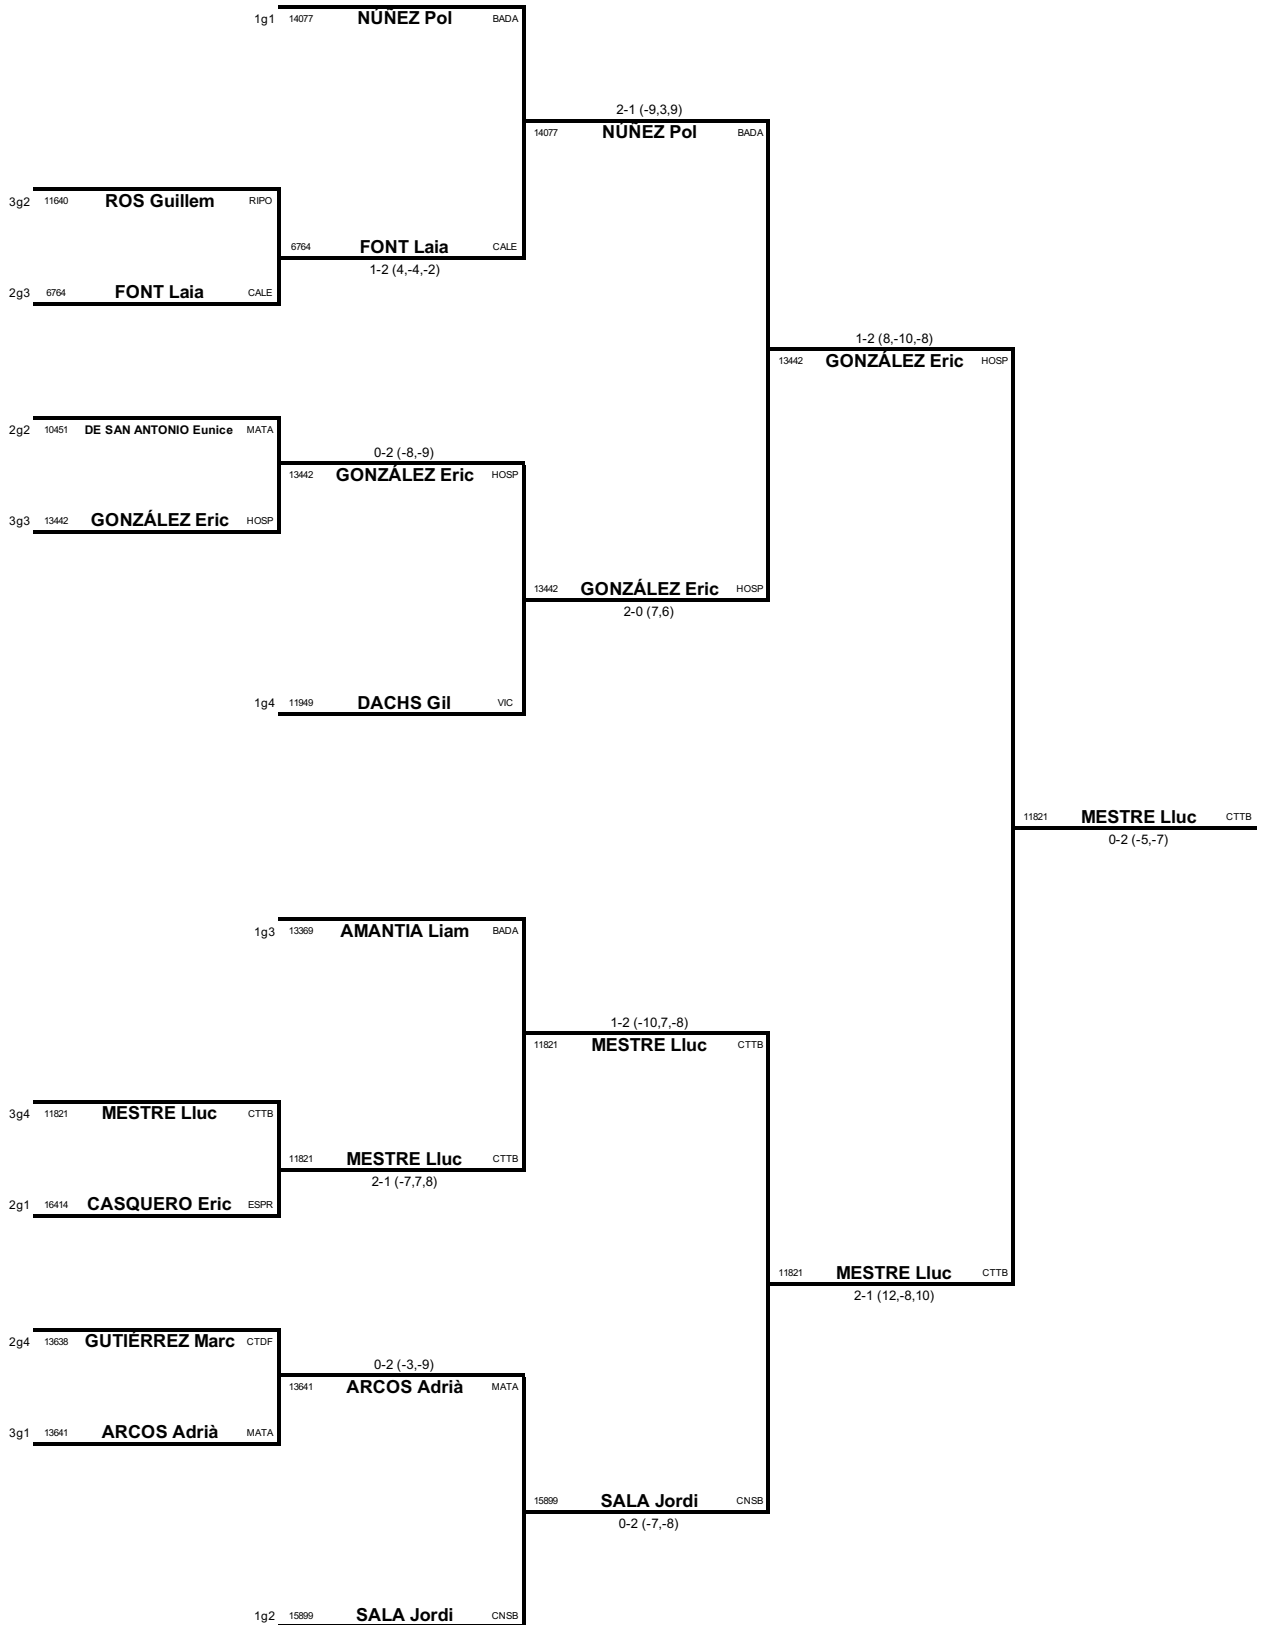 1g1 14077 NÚÑEZ Pol BADA
2-1 (-9,3,9)
14077 NÚÑEZ Pol BADA
3g2 11640 ROS Guillem RIPO
6764 FONT Laia CALE
1-2 (4,-4,-2)
2g3 6764 FONT Laia CALE
1-2 (8,-10,-8)
13442 GONZÁLEZ Eric HOSP
2g2 10451 DE SAN ANTONIO Eunice MATA
0-2 (-8,-9)
13442 GONZÁLEZ Eric HOSP
3g3 13442 GONZÁLEZ Eric HOSP
13442 GONZÁLEZ Eric HOSP
2-0 (7,6)
1g4 11949 DACHS Gil VIC
11821 MESTRE Lluc CTTB
0-2 (-5,-7)
1g3 13369 AMANTIA Liam BADA
1-2 (-10,7,-8)
11821 MESTRE Lluc CTTB
3g4 11821 MESTRE Lluc CTTB
11821 MESTRE Lluc CTTB
2-1 (-7,7,8)
2g1 16414 CASQUERO Eric ESPR
11821 MESTRE Lluc CTTB
2-1 (12,-8,10)
2g4 13638 GUTIÉRREZ Marc CTDF
0-2 (-3,-9)
13641 ARCOS Adrià MATA
3g1 13641 ARCOS Adrià MATA
15899 SALA Jordi CNSB
0-2 (-7,-8)
1g2 15899 SALA Jordi CNSB